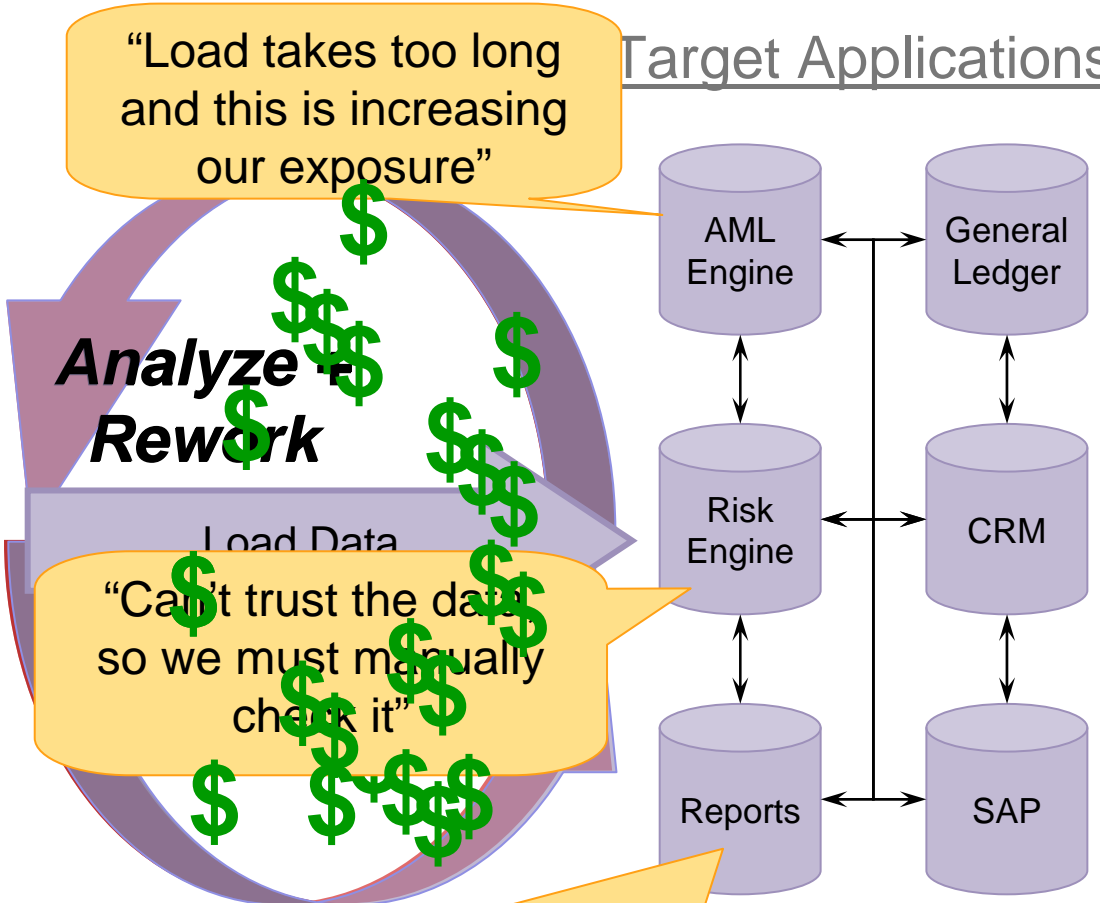 “Load takes too long
and this is increasing
our exposure”
Target Applications
AML
Engine
General
Ledger
Analyze +
Rework
$
$
$
$
$
$
$
$
$
Risk
Engine
CRM
Load Data
“Can’t trust the data,
so we must manually
check it”
$
$
$
$
$
$
$
$
$
$
$
$
$
Reports
SAP